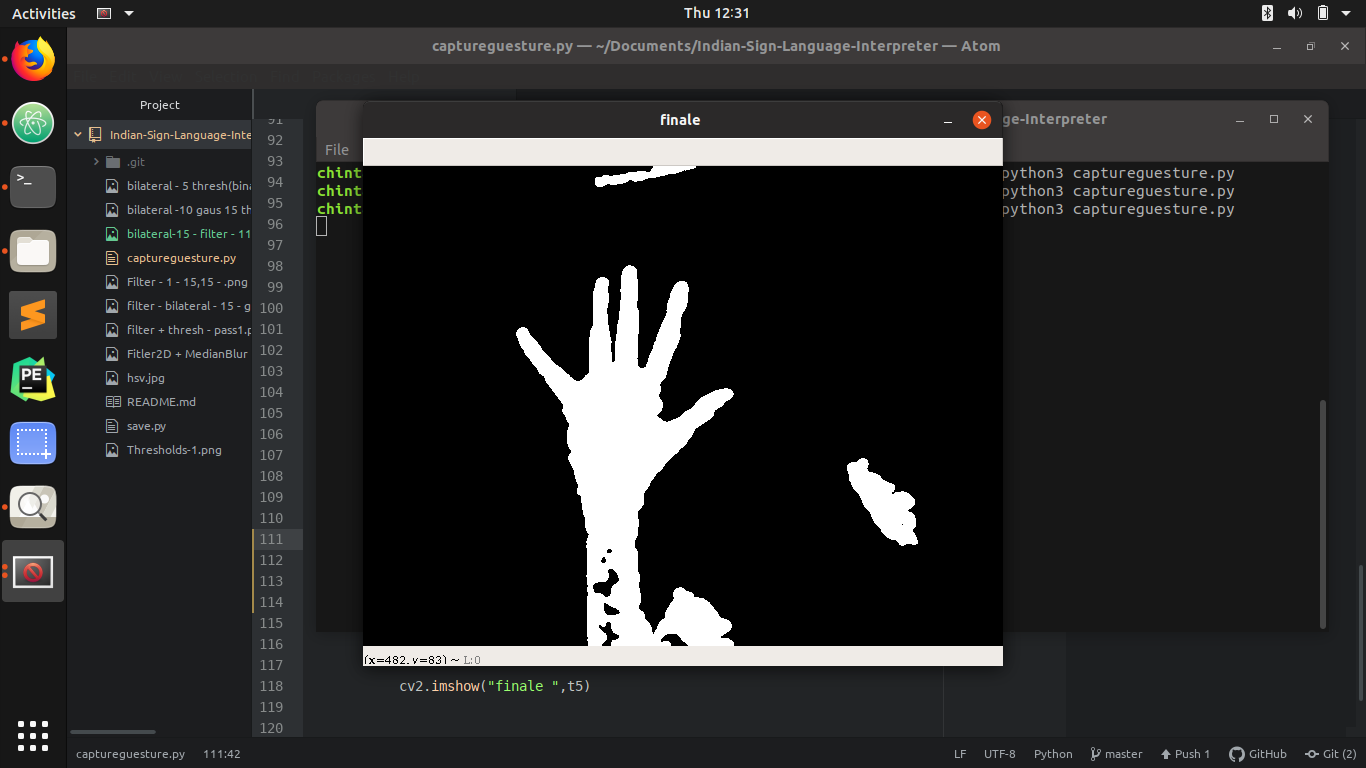 Activities
Thu 12:31
captureguesture.py — ~/Documents/Indian-Sign-Language-Interpreter — Atom
Project
Indian-Sign-Language-Inte
.git
bilateral - 5 thresh(bina
bilateral -10 gaus 15 th
bilateral-15 - filter - 11
captureguesture.py
Filter - 1 - 15,15 - .png
filter - bilateral - 15 - g
filter + thresh - pass1.p
Fitler2D + MedianBlur
hsv.jpg
README.md
save.py
Thresholds-1.png
91
92
93
94
95
96
97
98
99
100
101
102
103
104
105
106
107
108
109
110
111
112
113
114
115
116
117
118 cv2.imshow("finale ",t5)
119
120
ge-Interpreter
File
chint python3 captureguesture.py
chint python3 captureguesture.py
chint python3 captureguesture.py
finale
(x=482, y=83) ~ L:0
>_
PE
captureguesture.py 111:42
LF UTF-8 Python master Push 1 GitHub Git (2)